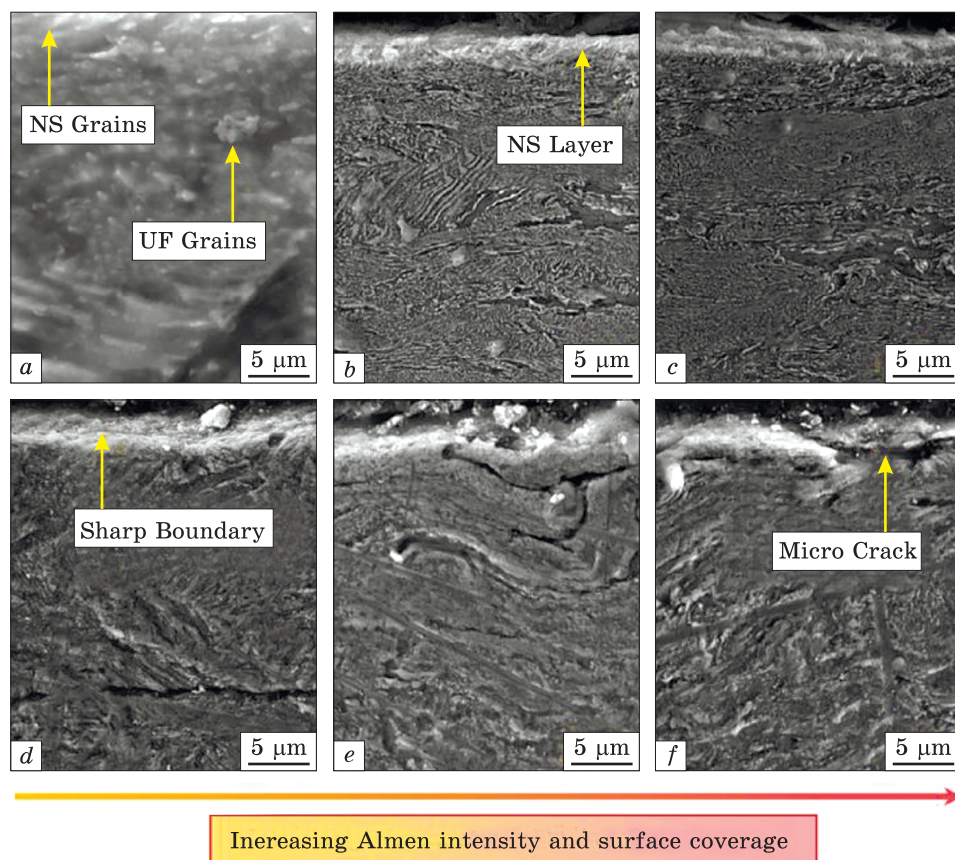 NS Grains
UF Grains
a
5 µm
NS Layer
b
5 µm
c
5 µm
Sharp Boundary
d
5 µm
e
5 µm
Micro Crack
f
5 µm
Inereasing Almen intensity and surface coverage